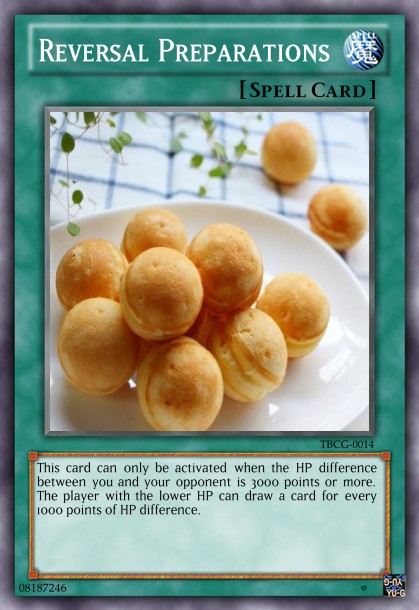 REVERSAL PREPARATIONS
魔
[SPELL CARD]
TBCG-0014
This card can only be activated when the HP difference
between you and your opponent is 3000 points or more.
The player with the lower HP can draw a card for every
1000 points of HP difference.
08187246
YU-G